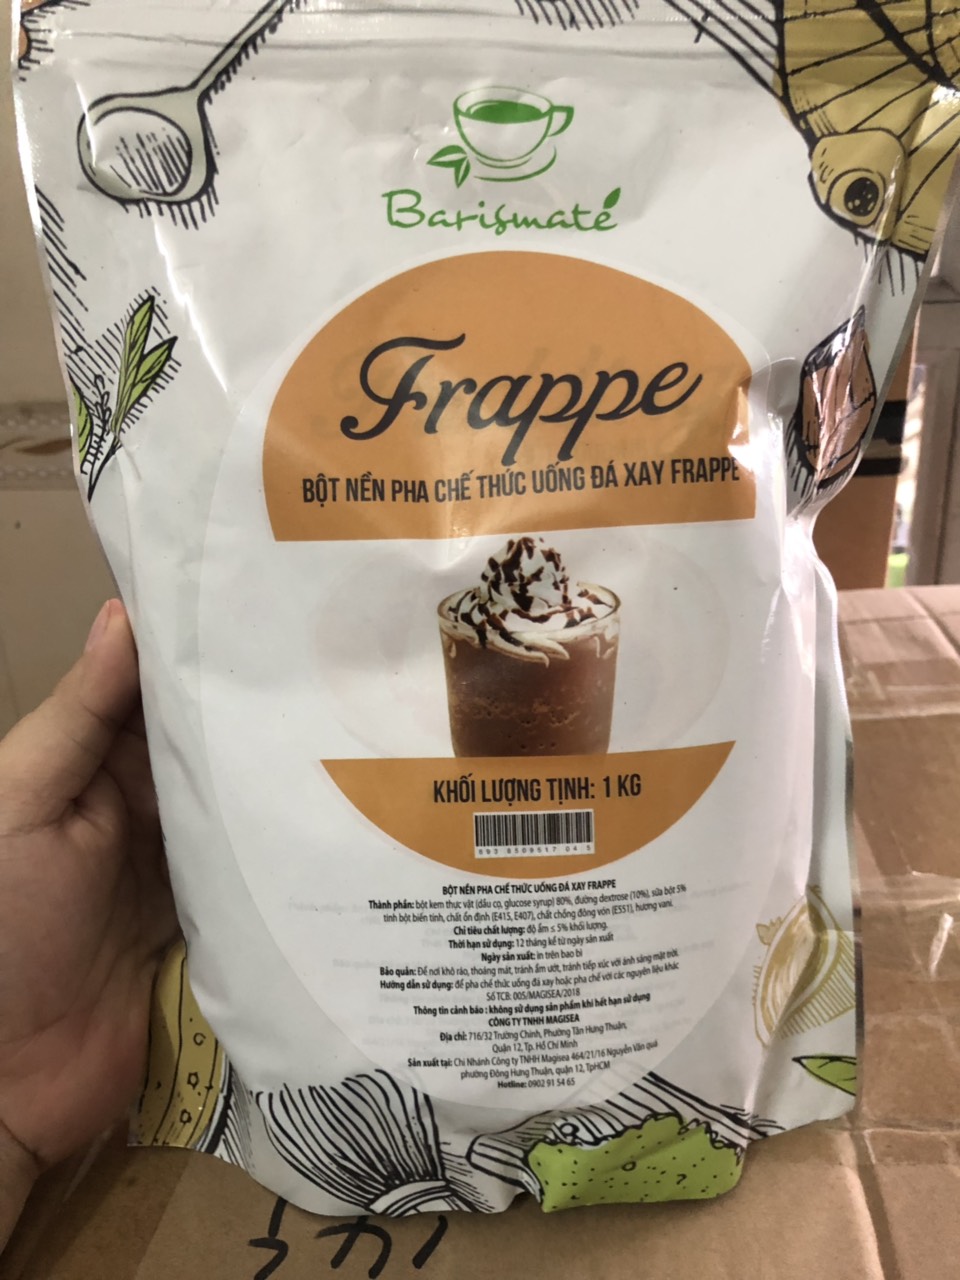 Barismate
Frappe
BỘT NỀN PHA CHẾ THỨC UỐNG ĐÁ XAY FRAPPE
KHỐI LƯỢNG TỊNH: 1 KG
893 8509517 04 5
BỘT NỀN PHA CHẾ THỨC UỐNG ĐÁ XAY FRAPPE
Thành phần: bột kem thực vật (dầu cọ, glucose syrup) 80%, đường dextrose (10%), sữa bột 5%
tinh bột biến tính, chất ổn định (E415, E407), chất chống đông vón (E551), hương vani.
Chỉ tiêu chất lượng: độ ẩm ≤ 5% khối lượng.
Thời hạn sử dụng: 12 tháng kể từ ngày sản xuất
Ngày sản xuất: in trên bao bì
Bảo quản: Để nơi khô ráo, thoáng mát, tránh ẩm ướt, tránh tiếp xúc với ánh sáng mặt trời.
Hướng dẫn sử dụng: để pha chế thức uống đá xay hoặc pha chế với các nguyên liệu khác
Số TCB: 005/MAGISEA/2018
Thông tin cảnh báo : không sử dụng sản phẩm khi hết hạn sử dụng
CÔNG TY TNHH MAGISEA
Địa chỉ: 716/32 Trường Chinh, Phường Tân Hưng Thuận,
Quận 12, Tp. Hồ Chí Minh
Sản xuất tại: Chi Nhánh Công ty TNHH Magisea 464/21/16 Nguyễn Văn quá
phường Đông Hưng Thuận, quận 12, TpHCM
Hotline: 0902 91 54 65